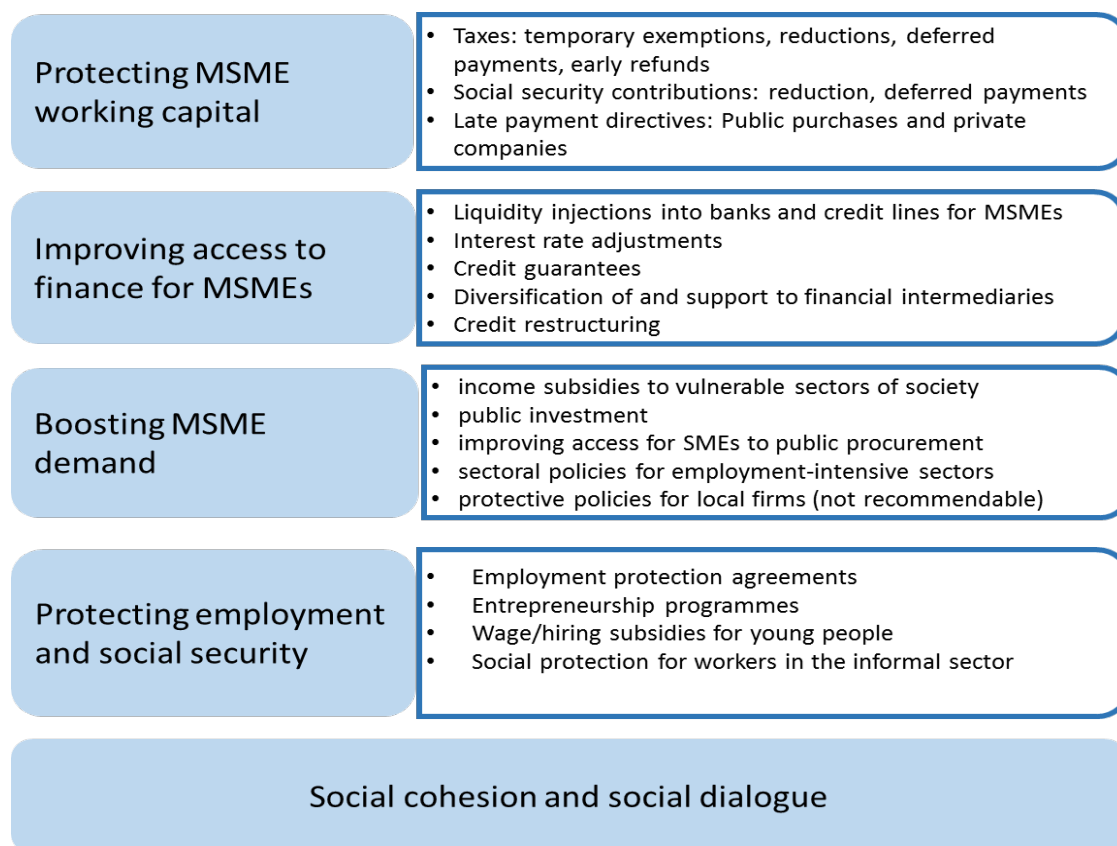 Protecting MSME
working capital
• Taxes: temporary exemptions, reductions, deferred
payments, early refunds
• Social security contributions: reduction, deferred payments
• Late payment directives: Public purchases and private
companies
Improving access to
finance for MSMEs
• Liquidity injections into banks and credit lines for MSMEs
• Interest rate adjustments
• Credit guarantees
• Diversification of and support to financial intermediaries
• Credit restructuring
Boosting MSME
demand
• income subsidies to vulnerable sectors of society
• public investment
• improving access for SMEs to public procurement
• sectoral policies for employment-intensive sectors
• protective policies for local firms (not recommendable)
Protecting employment
and social security
• Employment protection agreements
• Entrepreneurship programmes
• Wage/hiring subsidies for young people
• Social protection for workers in the informal sector
Social cohesion and social dialogue